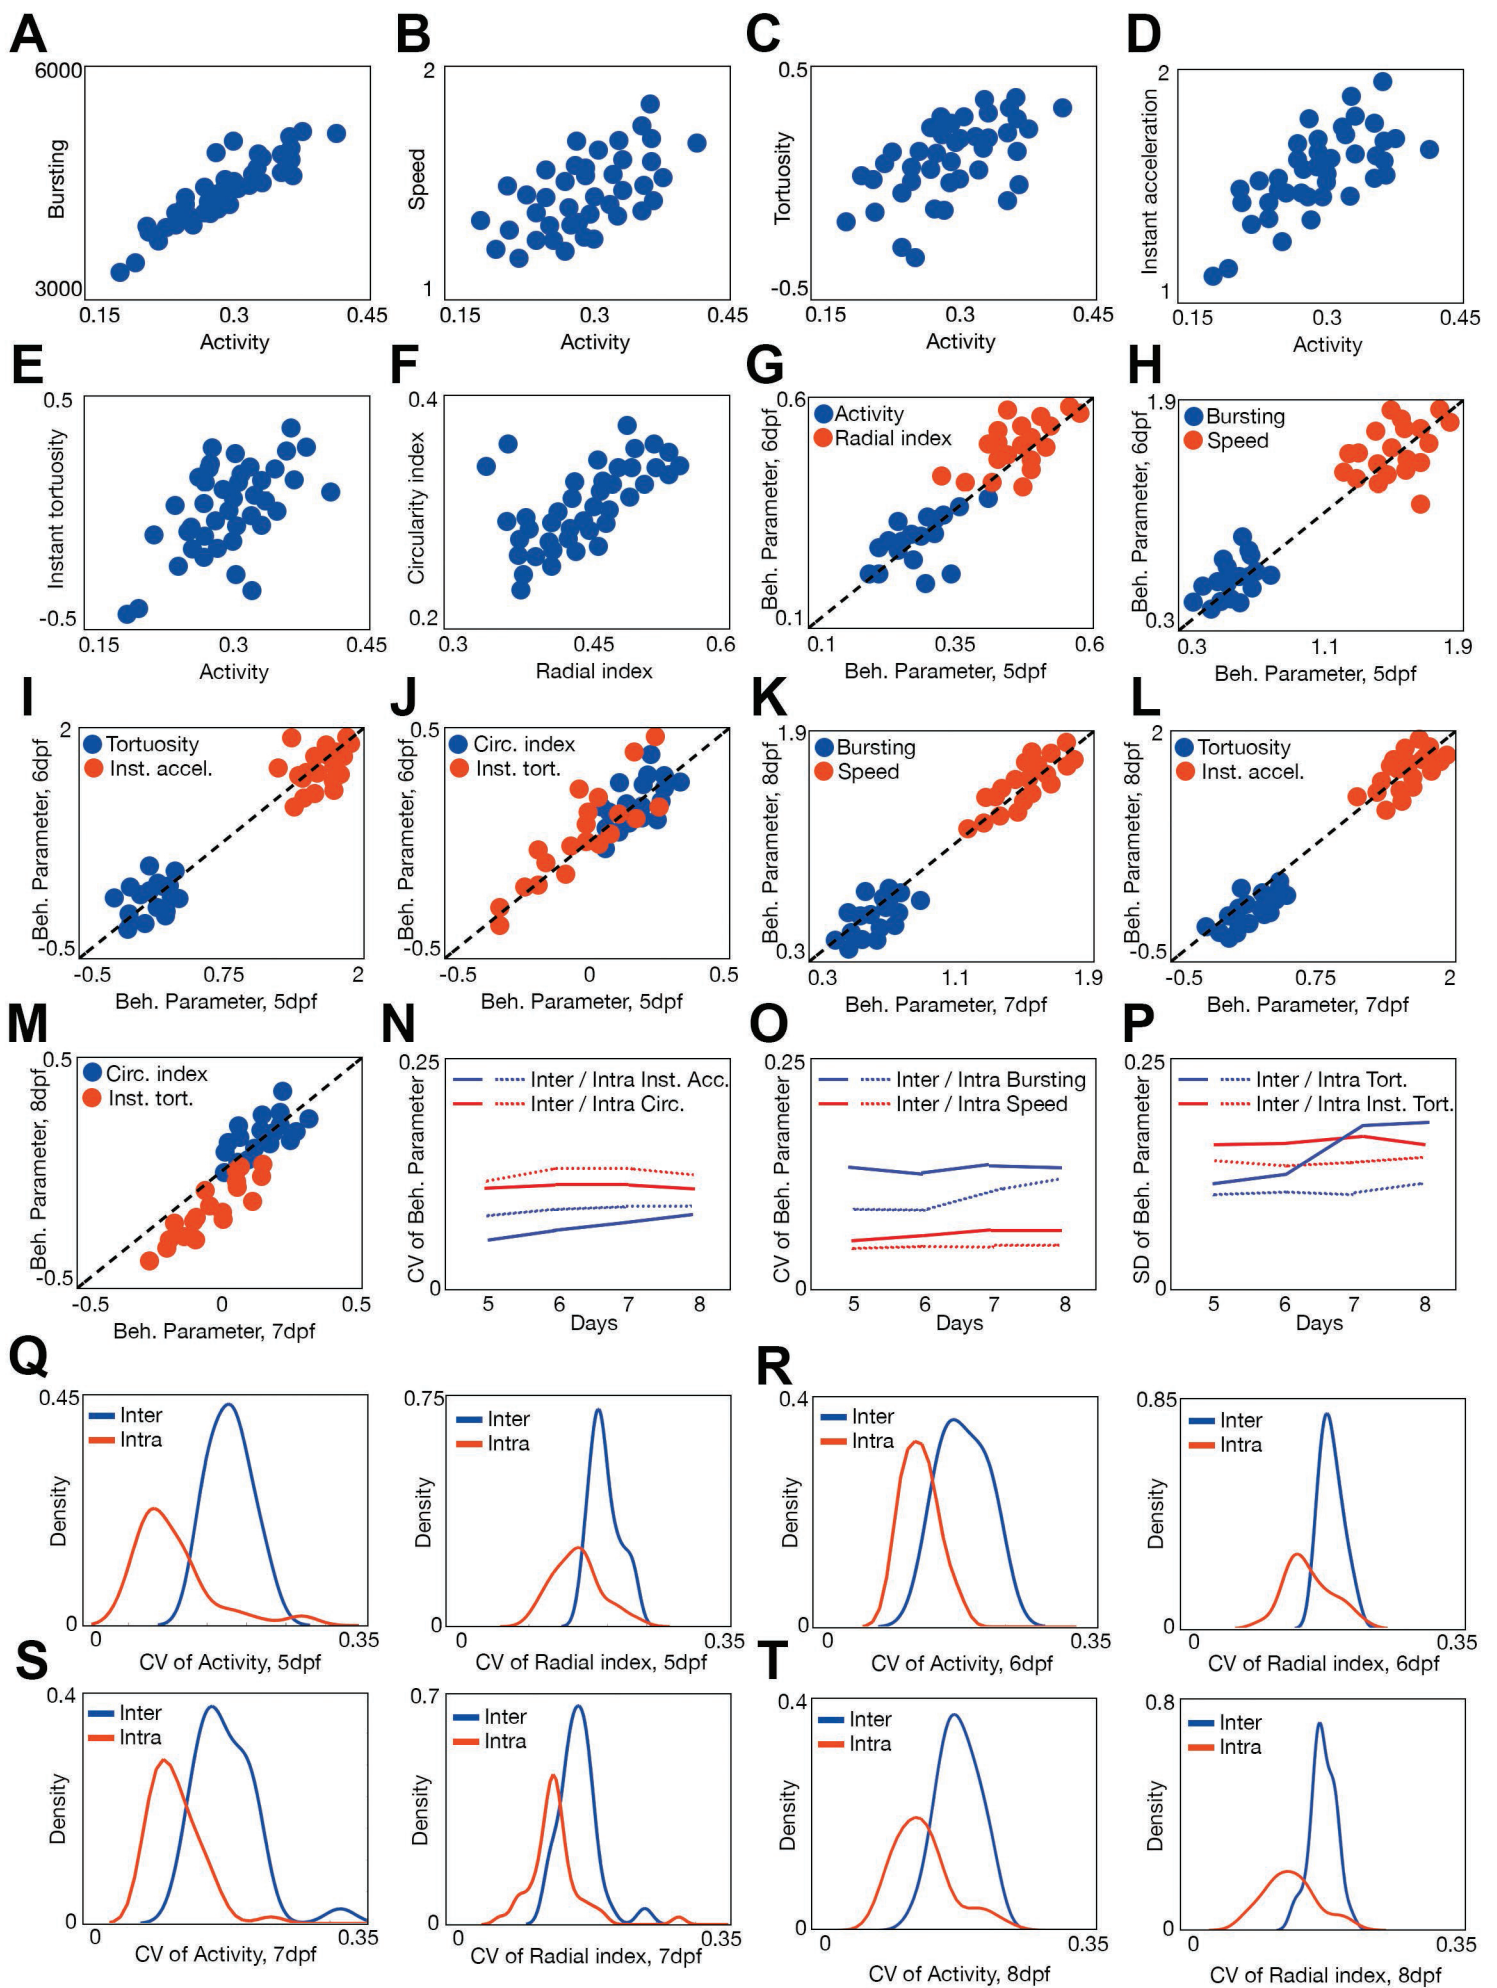 A
6000
Bursting
3000
0.15 0.3 0.45
Activity
B
2
Speed
1
0.15 0.3 0.45
Activity
C
0.5
Tortuosity
-0.5
0.15 0.3 0.45
Activity
D
2
Instant acceleration
1
0.15 0.3 0.45
Activity
E
0.5
Instant tortuosity
-0.5
0.15 0.3 0.45
Activity
F
0.4
Circularity index
0.2
0.3 0.45 0.6
Radial index
G
0.6
Activity
Radial index
Beh. Parameter, 6dpf
0.1
0.1 0.35 0.6
Beh. Parameter, 5dpf
H
1.9
Bursting
Speed
Beh. Parameter, 6dpf
0.3
0.3 1.1 1.9
Beh. Parameter, 5dpf
I
2
Tortuosity
Inst. accel.
Beh. Parameter, 6dpf
-0.5
-0.5 0.75 2
Beh. Parameter, 5dpf
J
0.5
Circ. index
Inst. tort.
Beh. Parameter, 6dpf
-0.5
-0.5 0 0.5
Beh. Parameter, 5dpf
K
1.9
Bursting
Speed
Beh. Parameter, 8dpf
0.3
0.3 1.1 1.9
Beh. Parameter, 7dpf
L
2
Tortuosity
Inst. accel.
Beh. Parameter, 8dpf
-0.5
-0.5 0.75 2
Beh. Parameter, 7dpf
M
0.5
Circ. index
Inst. tort.
Beh. Parameter, 8dpf
-0.5
-0.5 0 0.5
Beh. Parameter, 7dpf
N
0.25
Inter / Intra Inst. Acc.
Inter / Intra Circ.
CV of Beh. Parameter
0
5 6 7 8
Days
O
0.25
Inter / Intra Bursting
Inter / Intra Speed
CV of Beh. Parameter
0
5 6 7 8
Days
P
0.25
Inter / Intra Tort.
Inter / Intra Inst. Tort.
SD of Beh. Parameter
0
5 6 7 8
Days
Q
0.45
Inter
Intra
Density
0
0 0.35
CV of Activity, 5dpf
0.75
Inter
Intra
Density
0
0 0.35
CV of Radial index, 5dpf
R
0.4
Inter
Intra
Density
0
0 0.35
CV of Activity, 6dpf
0.85
Inter
Intra
Density
0
0 0.35
CV of Radial index, 6dpf
S
0.4
Inter
Intra
Density
0
0 0.35
CV of Activity, 7dpf
0.7
Inter
Intra
Density
0
0 0.35
CV of Radial index, 7dpf
T
0.4
Inter
Intra
Density
0
0 0.35
CV of Activity, 8dpf
0.8
Inter
Intra
Density
0
0 0.35
CV of Radial index, 8dpf